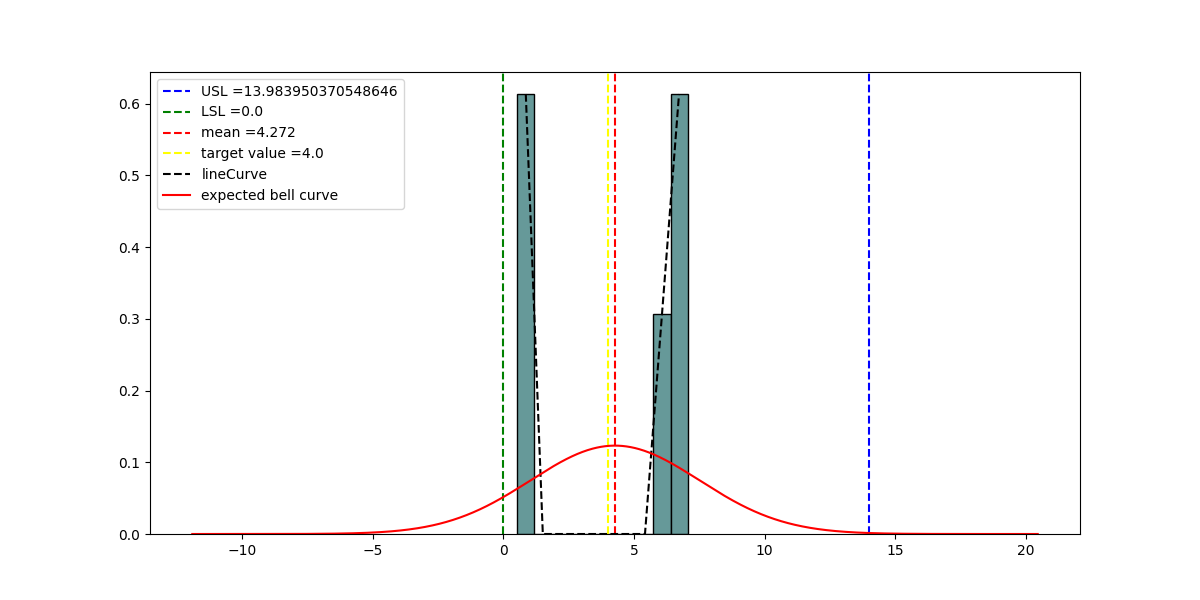 USL =13.983950370548646
LSL =0.0
mean =4.272
target value =4.0
lineCurve
expected bell curve
0.6
0.5
0.4
0.3
0.2
0.1
0.0
−10 −5 0 5 10 15 20